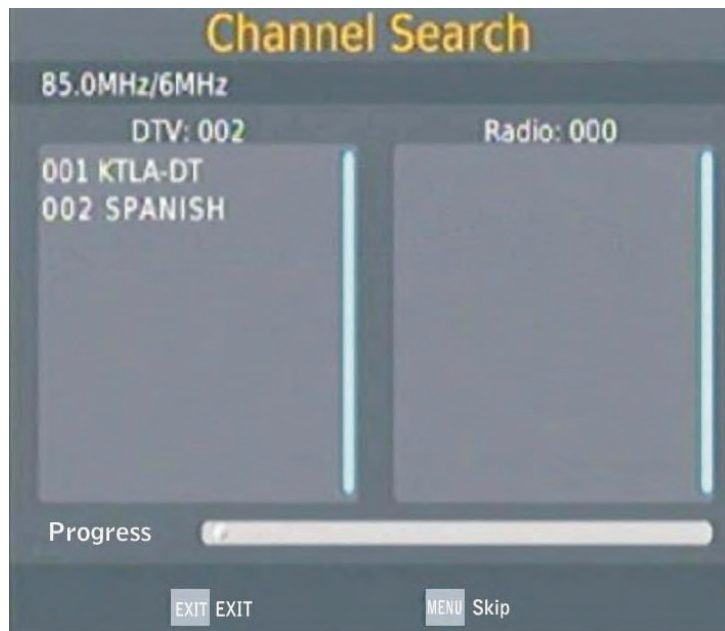 Channel Search
85.0MHz/6MHz
DTV: 002
Radio: 000
001 KTLA-DT
002 SPANISH
Progress
EXIT EXIT
MENU Skip